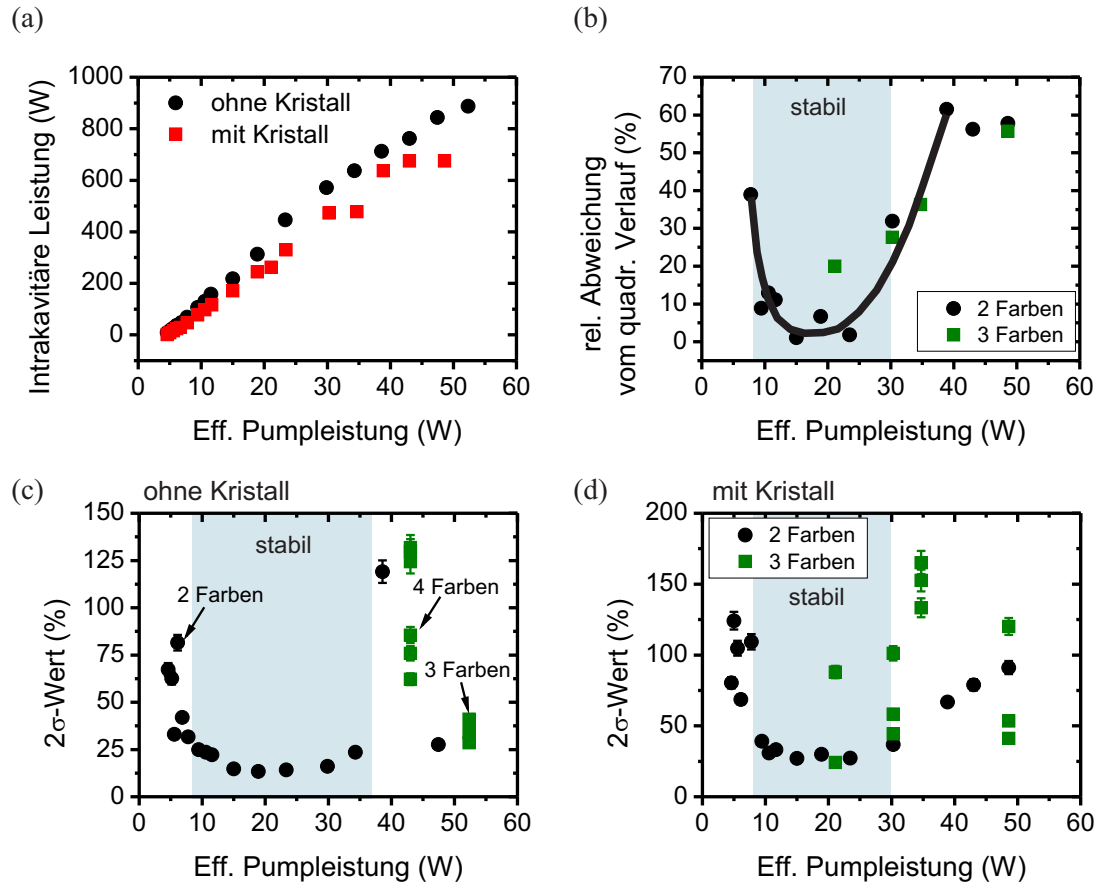 (a)
Intrakavitäre Leistung (W)
1000
800
600
400
200
0
ohne Kristall
mit Kristall
0 10 20 30 40 50 60
Eff. Pumpleistung (W)
(b)
rel. Abweichung
vom quadr. Verlauf (%)
70
60
50
40
30
20
10
0
stabil
2 Farben
3 Farben
0 10 20 30 40 50 60
Eff. Pumpleistung (W)
(c)
ohne Kristall
2σ-Wert (%)
150
125
100
75
50
25
0
stabil
2 Farben
4 Farben
3 Farben
0 10 20 30 40 50 60
Eff. Pumpleistung (W)
(d)
mit Kristall
2σ-Wert (%)
200
150
100
50
0
2 Farben
3 Farben
stabil
0 10 20 30 40 50 60
Eff. Pumpleistung (W)